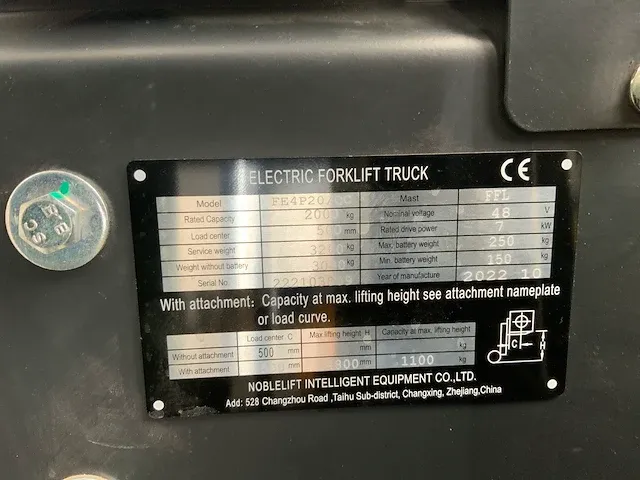 ELECTRIC FORKLIFT TRUCK CE
Model Mast FFL
Rated Capacity kg Nominal voltage 48 V
Load center mm Rated drive power 7 kW
Service weight kg Max. battery weight 250 kg
Weight without battery kg Min. battery weight 150 kg
Serial No. Year of manufacture 2022 10
With attachment: Capacity at max. lifting height see attachment nameplate
or load curve.
Load center C Max.lifting height, H Capacity at max. lifting height
Without attachment 500 mm mm kg
With attachment mm mm 1100 kg
C H
NOBLELIFT INTELLIGENT EQUIPMENT CO.,LTD.
Add: 528 Changzhou Road ,Taihu Sub-district, Changxing, Zhejiang,China
8.8